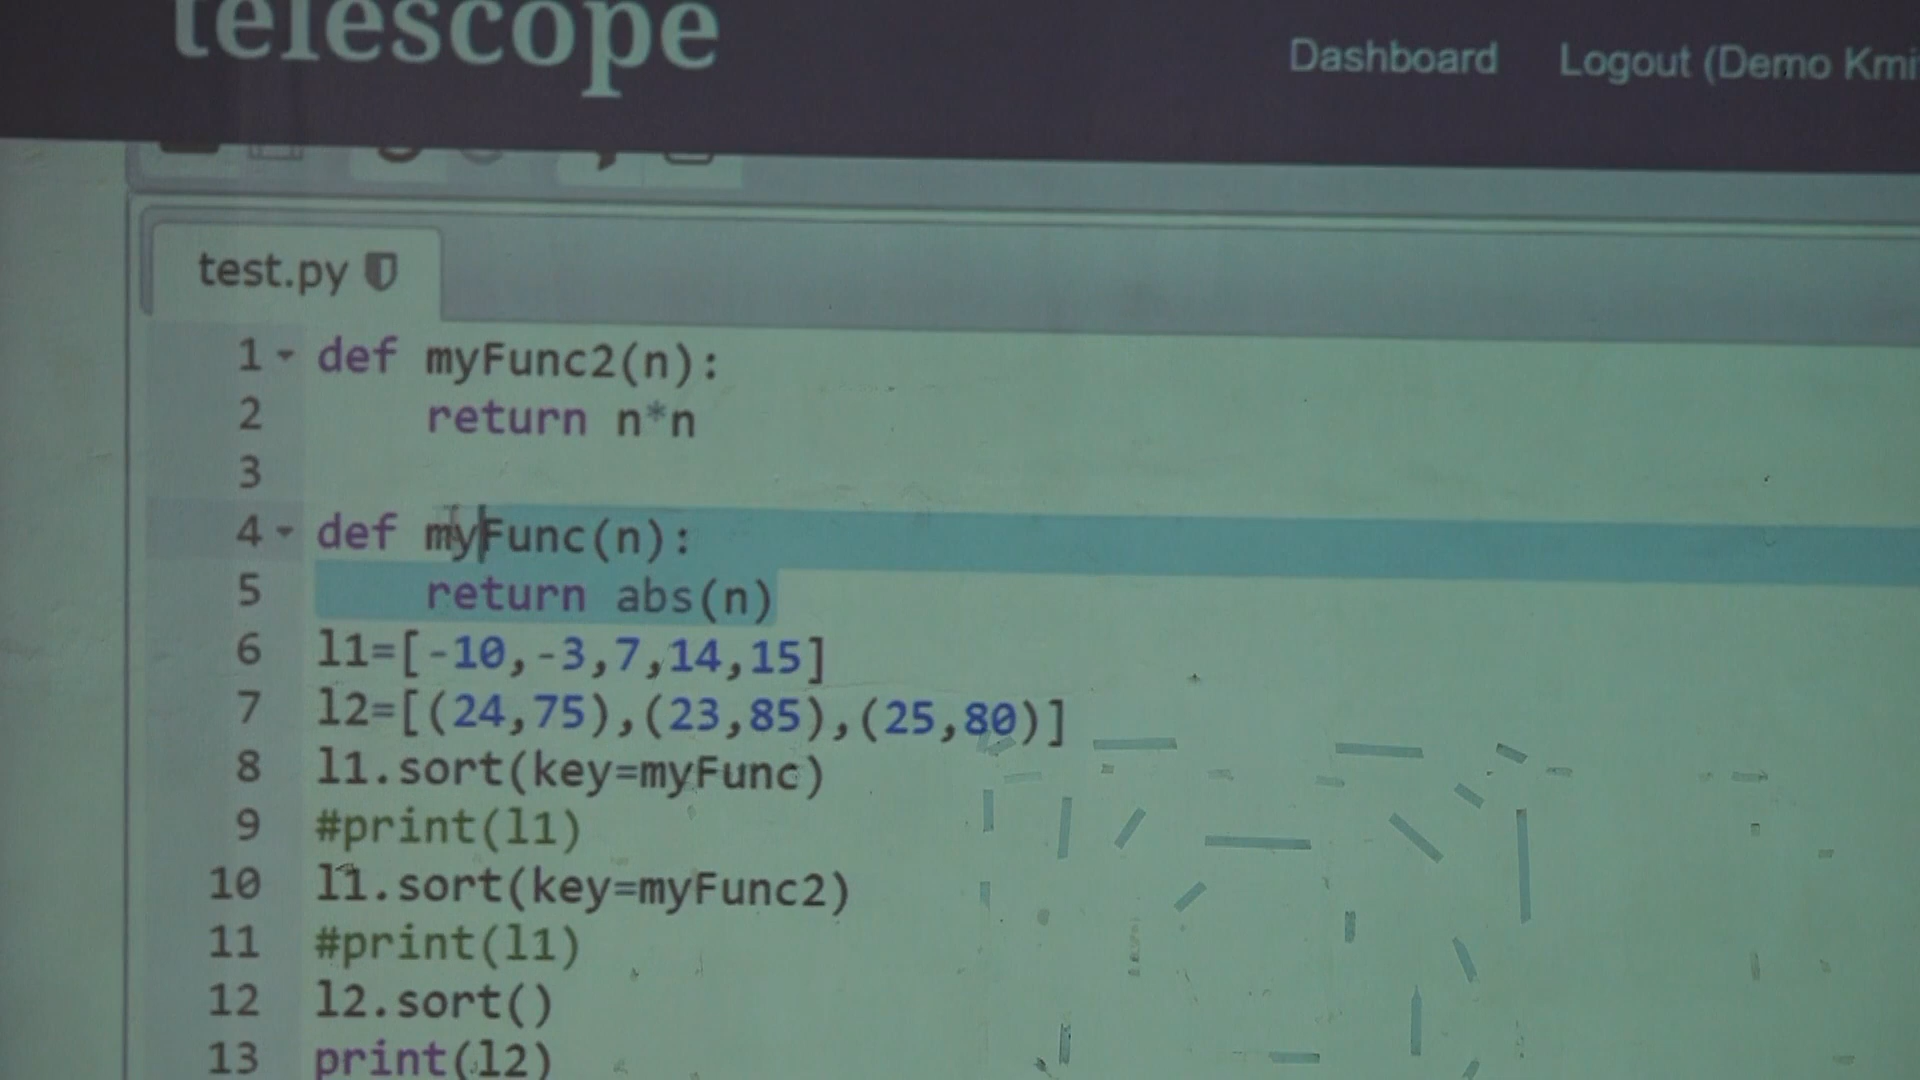 telescope
Dashboard Logout (Demo Kmi
test.py
1 def myFunc2(n):
2     return n*n
3
4 def myFunc(n):
5     return abs(n)
6 l1=[-10,-3,7,14,15]
7 l2=[(24,75),(23,85),(25,80)]
8 l1.sort(key=myFunc)
9 #print(l1)
10 l1.sort(key=myFunc2)
11 #print(l1)
12 l2.sort()
13 print(l2)